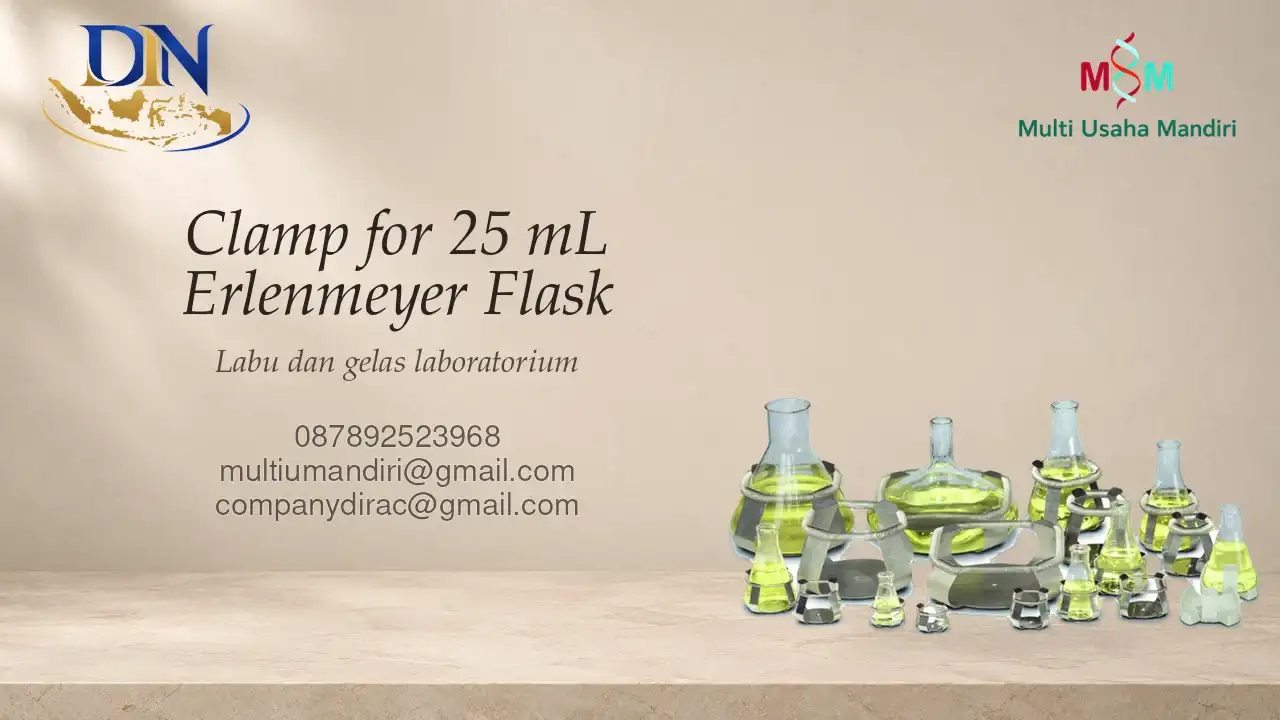 DIN
MSM
Multi Usaha Mandiri
Clamp for 25 mL
Erlenmeyer Flask
Labu dan gelas laboratorium
087892523968
multiumandiri@gmail.com
companydirac@gmail.com